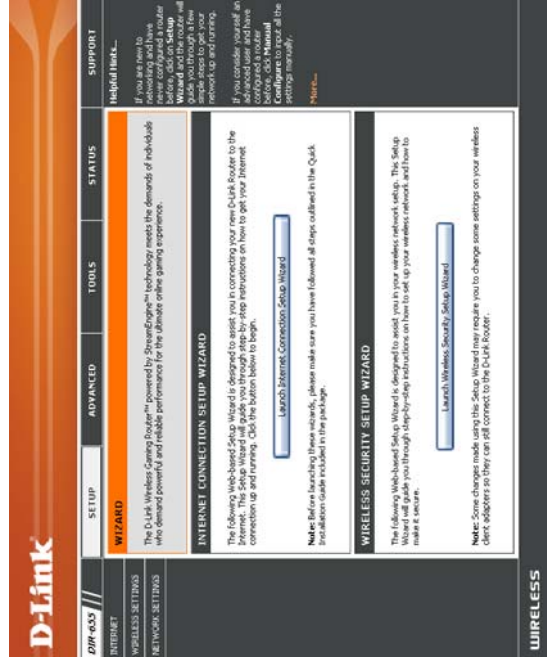 D-Link
DIR-655
SETUP
ADVANCED
TOOLS
STATUS
SUPPORT
INTERNET
WIRELESS SETTINGS
NETWORK SETTINGS
WIZARD
The D-Link Wireless Gaming Router™ powered by StreamEngine™ technology meets the demands of individuals
who demand powerful and reliable performance for the ultimate online gaming experience.
INTERNET CONNECTION SETUP WIZARD
The following Web-based Setup Wizard is designed to assist you in connecting your new D-Link Router to the
Internet. This Setup Wizard will guide you through step-by-step instructions on how to get your Internet
connection up and running. Click the button below to begin.
Launch Internet Connection Setup Wizard
Note: Before launching these wizards, please make sure you have followed all steps outlined in the Quick
Installation Guide included in the package.
WIRELESS SECURITY SETUP WIZARD
The following Web-based Setup Wizard is designed to assist you in your wireless network setup. This Setup
Wizard will guide you through step-by-step instructions on how to set up your wireless network and how to
make it secure.
Launch Wireless Security Setup Wizard
Note: Some changes made using this Setup Wizard may require you to change some settings on your wireless
client adapters so they can still connect to the D-Link Router.
Helpful Hints...
If you are new to
networking and have
never configured a router
before, click on Setup
Wizard and the router will
guide you through a few
simple steps to get your
network up and running.
If you consider yourself an
advanced user and have
configured a router
before, click Manual
Configure to input all the
settings manually.
More...
WIRELESS